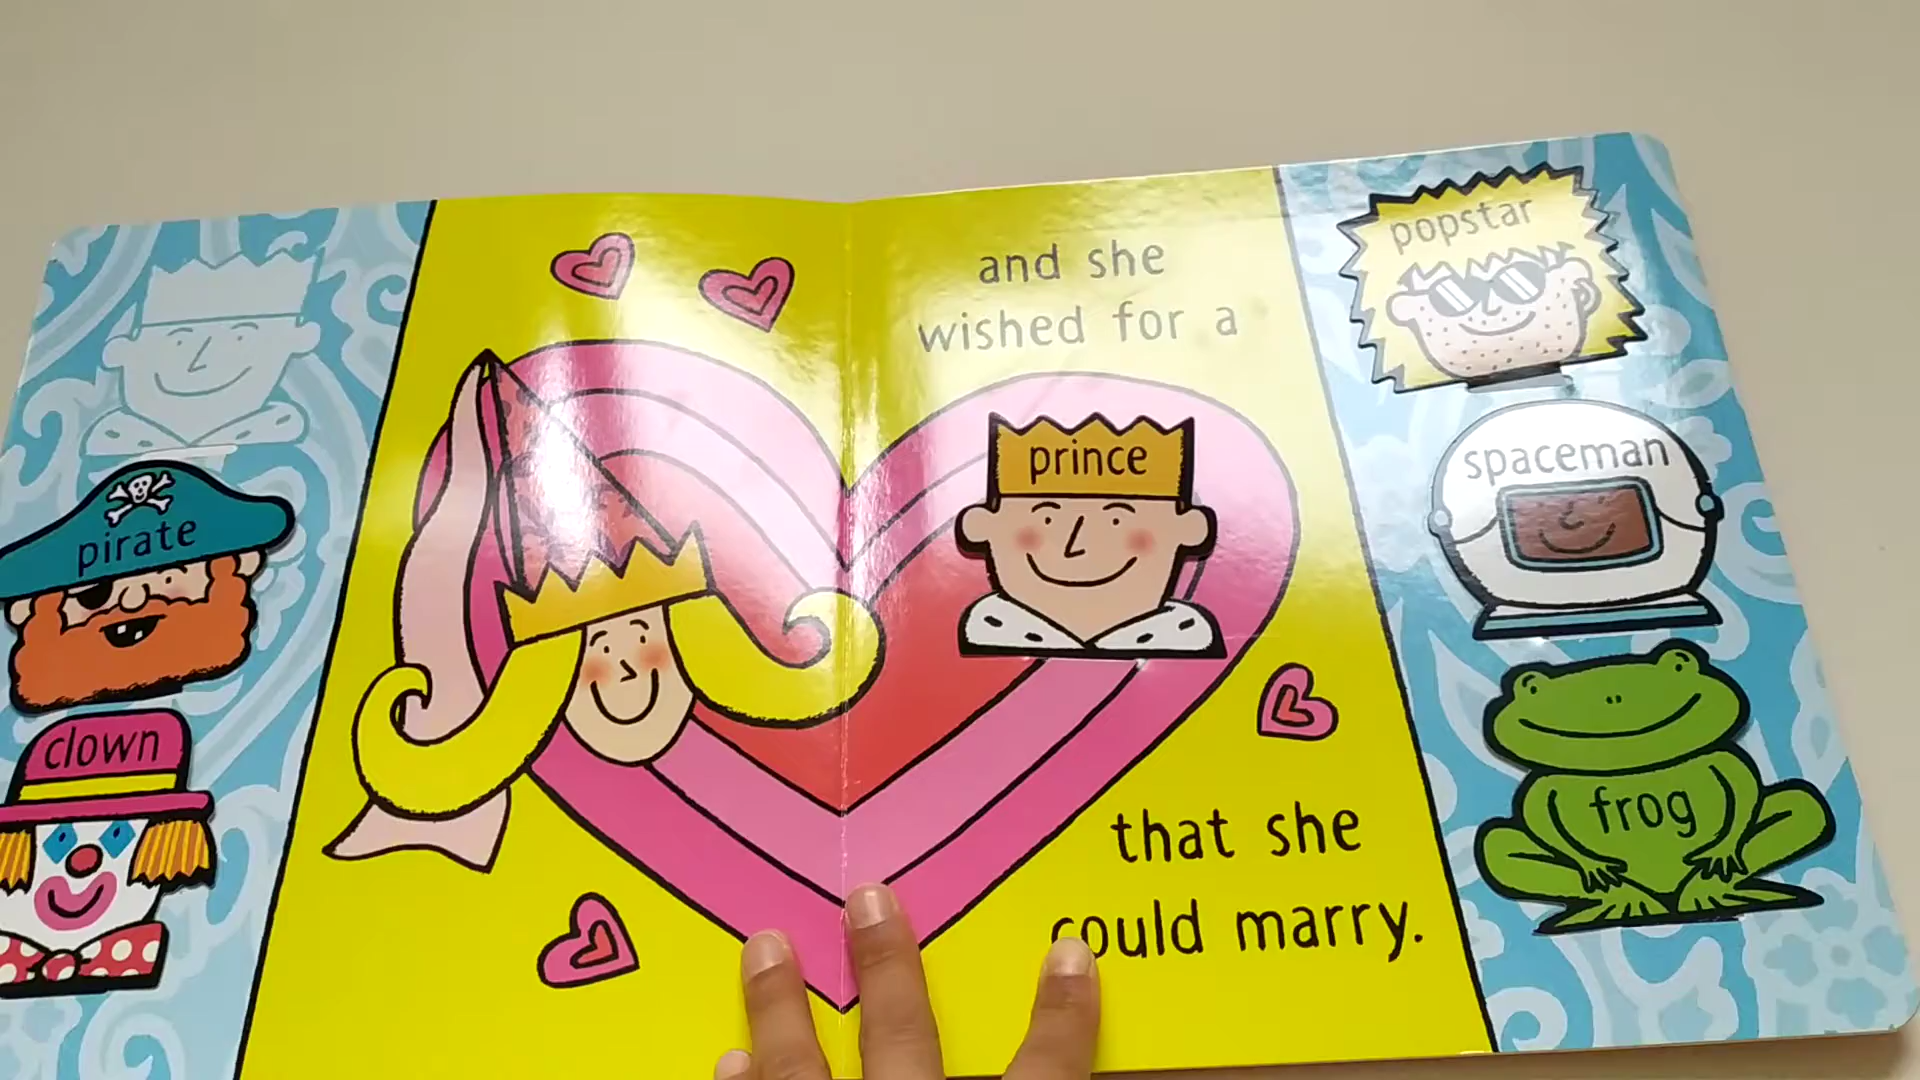 pirate
clown
and she
wished for a
prince
that she
could marry.
popstar
spaceman
frog